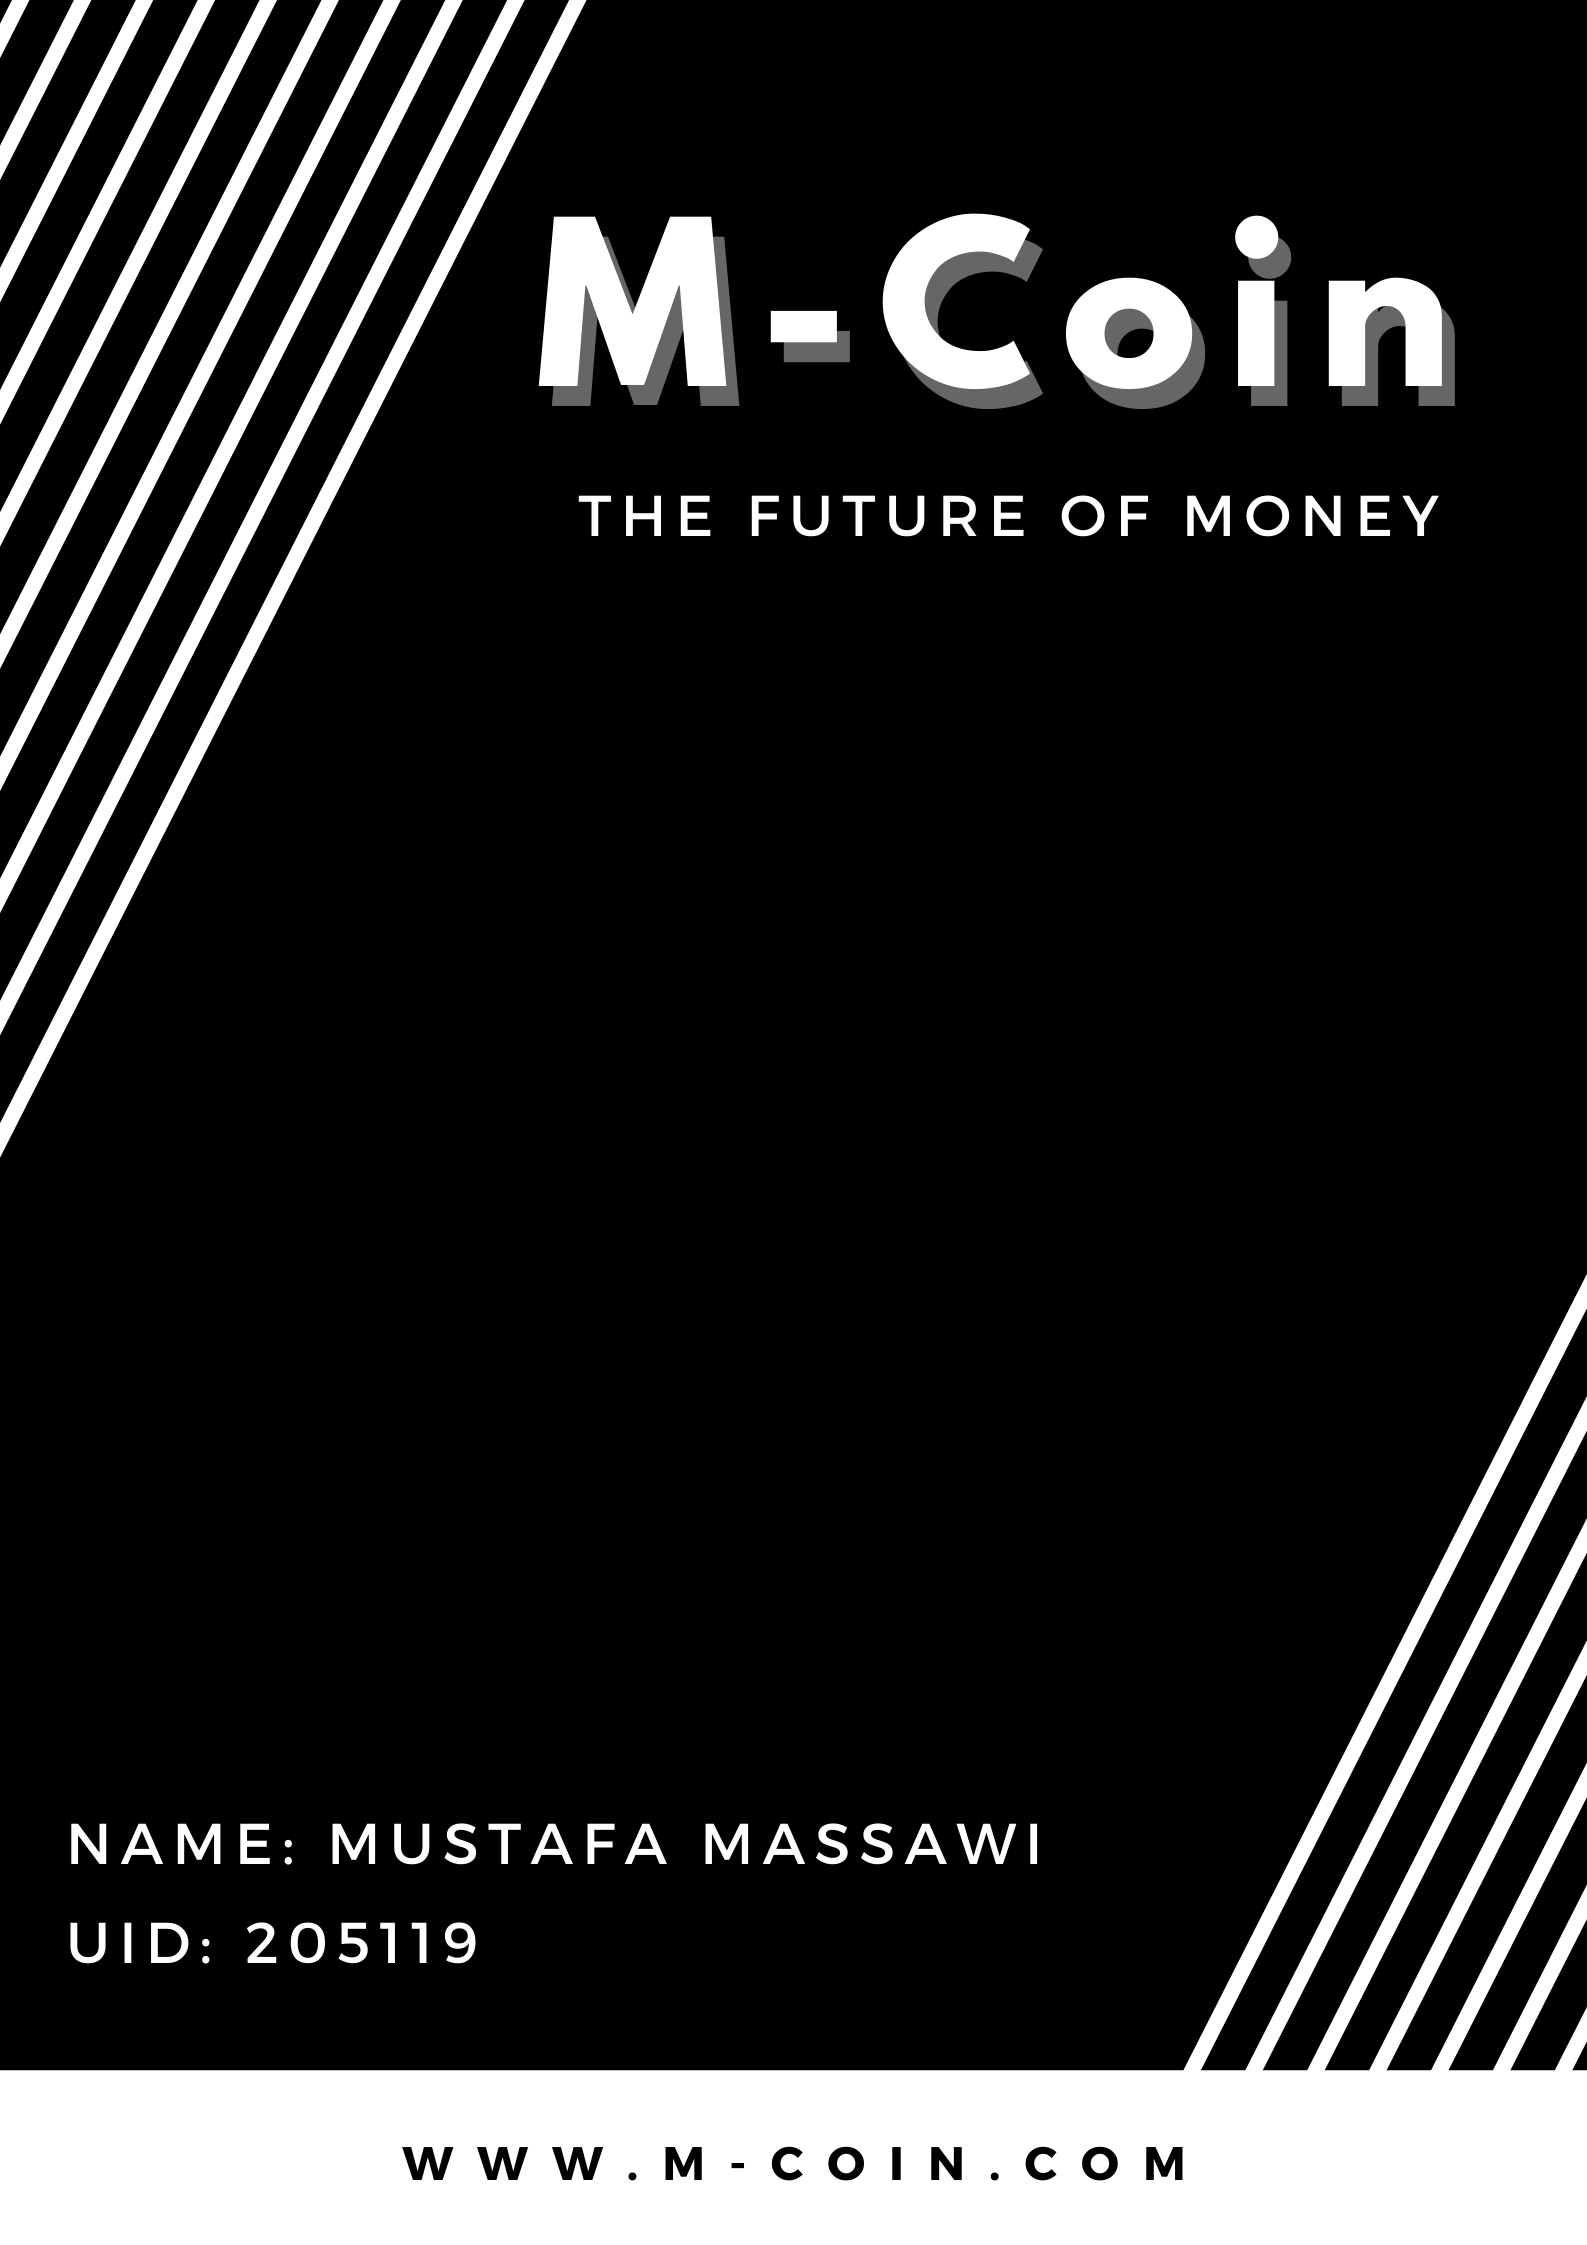 M-Coin
THE FUTURE OF MONEY
NAME: MUSTAFA MASSAWI
UID: 205119
WWW.M-COIN.COM